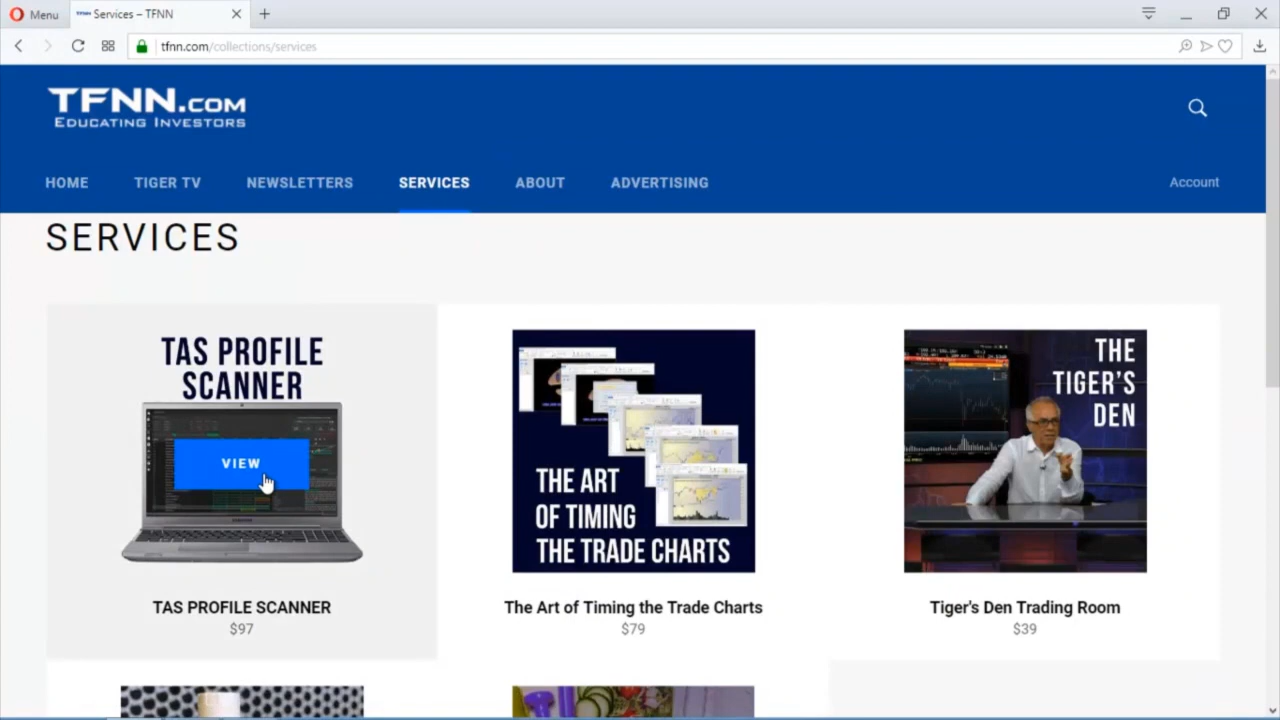 Menu
Services – TFNN
tfnn.com/collections/services
TFNN.COM
EDUCATING INVESTORS
HOME
TIGER TV
NEWSLETTERS
SERVICES
ABOUT
ADVERTISING
Account
SERVICES
TAS PROFILE
SCANNER
VIEW
TAS PROFILE SCANNER
$97
THE ART
OF TIMING
THE TRADE CHARTS
The Art of Timing the Trade Charts
$79
THE
TIGER'S
DEN
Tiger's Den Trading Room
$39